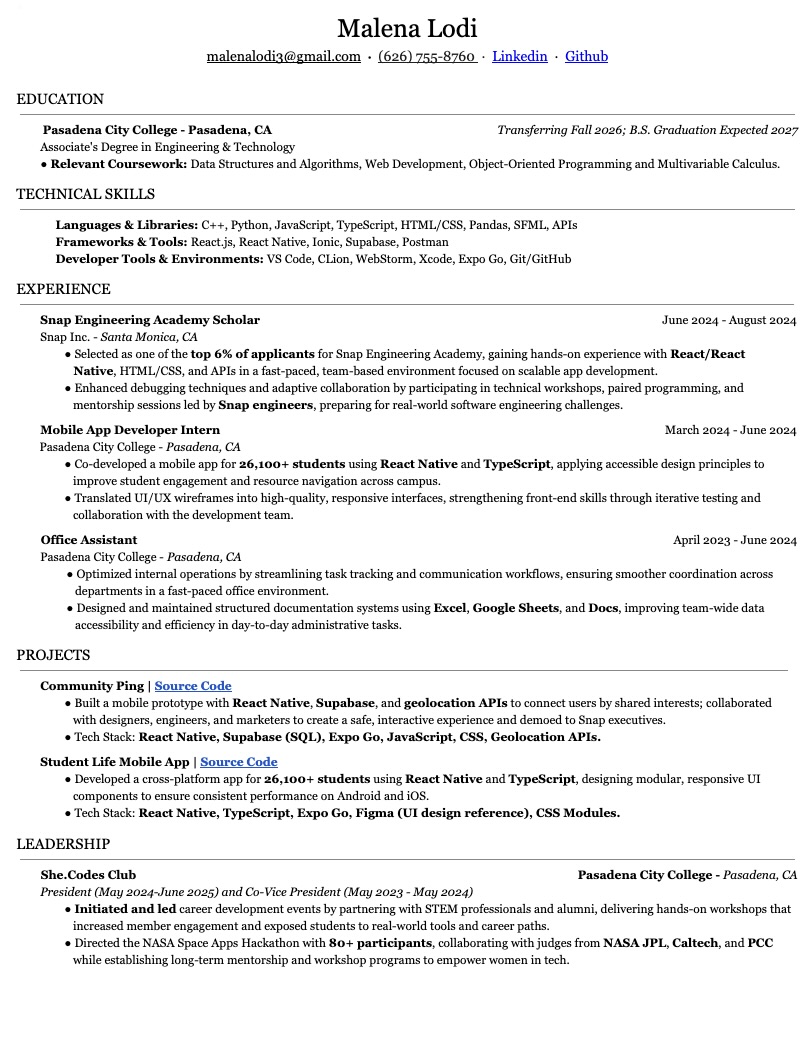 Malena Lodi
malenalodi3@gmail.com · (626) 755-8760 · Linkedin · Github
EDUCATION
Pasadena City College - Pasadena, CA Transferring Fall 2026; B.S. Graduation Expected 2027
Associate's Degree in Engineering & Technology
● Relevant Coursework: Data Structures and Algorithms, Web Development, Object-Oriented Programming and Multivariable Calculus.
TECHNICAL SKILLS
Languages & Libraries: C++, Python, JavaScript, TypeScript, HTML/CSS, Pandas, SFML, APIs
Frameworks & Tools: React.js, React Native, Ionic, Supabase, Postman
Developer Tools & Environments: VS Code, CLion, WebStorm, Xcode, Expo Go, Git/GitHub
EXPERIENCE
Snap Engineering Academy Scholar June 2024 - August 2024
Snap Inc. - Santa Monica, CA
● Selected as one of the top 6% of applicants for Snap Engineering Academy, gaining hands-on experience with React/React
Native, HTML/CSS, and APIs in a fast-paced, team-based environment focused on scalable app development.
● Enhanced debugging techniques and adaptive collaboration by participating in technical workshops, paired programming, and
mentorship sessions led by Snap engineers, preparing for real-world software engineering challenges.
Mobile App Developer Intern March 2024 - June 2024
Pasadena City College - Pasadena, CA
● Co-developed a mobile app for 26,100+ students using React Native and TypeScript, applying accessible design principles to
improve student engagement and resource navigation across campus.
● Translated UI/UX wireframes into high-quality, responsive interfaces, strengthening front-end skills through iterative testing and
collaboration with the development team.
Office Assistant April 2023 - June 2024
Pasadena City College - Pasadena, CA
● Optimized internal operations by streamlining task tracking and communication workflows, ensuring smoother coordination across
departments in a fast-paced office environment.
● Designed and maintained structured documentation systems using Excel, Google Sheets, and Docs, improving team-wide data
accessibility and efficiency in day-to-day administrative tasks.
PROJECTS
Community Ping | Source Code
● Built a mobile prototype with React Native, Supabase, and geolocation APIs to connect users by shared interests; collaborated
with designers, engineers, and marketers to create a safe, interactive experience and demoed to Snap executives.
● Tech Stack: React Native, Supabase (SQL), Expo Go, JavaScript, CSS, Geolocation APIs.
Student Life Mobile App | Source Code
● Developed a cross-platform app for 26,100+ students using React Native and TypeScript, designing modular, responsive UI
components to ensure consistent performance on Android and iOS.
● Tech Stack: React Native, TypeScript, Expo Go, Figma (UI design reference), CSS Modules.
LEADERSHIP
She.Codes Club Pasadena City College - Pasadena, CA
President (May 2024-June 2025) and Co-Vice President (May 2023 - May 2024)
● Initiated and led career development events by partnering with STEM professionals and alumni, delivering hands-on workshops that
increased member engagement and exposed students to real-world tools and career paths.
● Directed the NASA Space Apps Hackathon with 80+ participants, collaborating with judges from NASA JPL, Caltech, and PCC
while establishing long-term mentorship and workshop programs to empower women in tech.